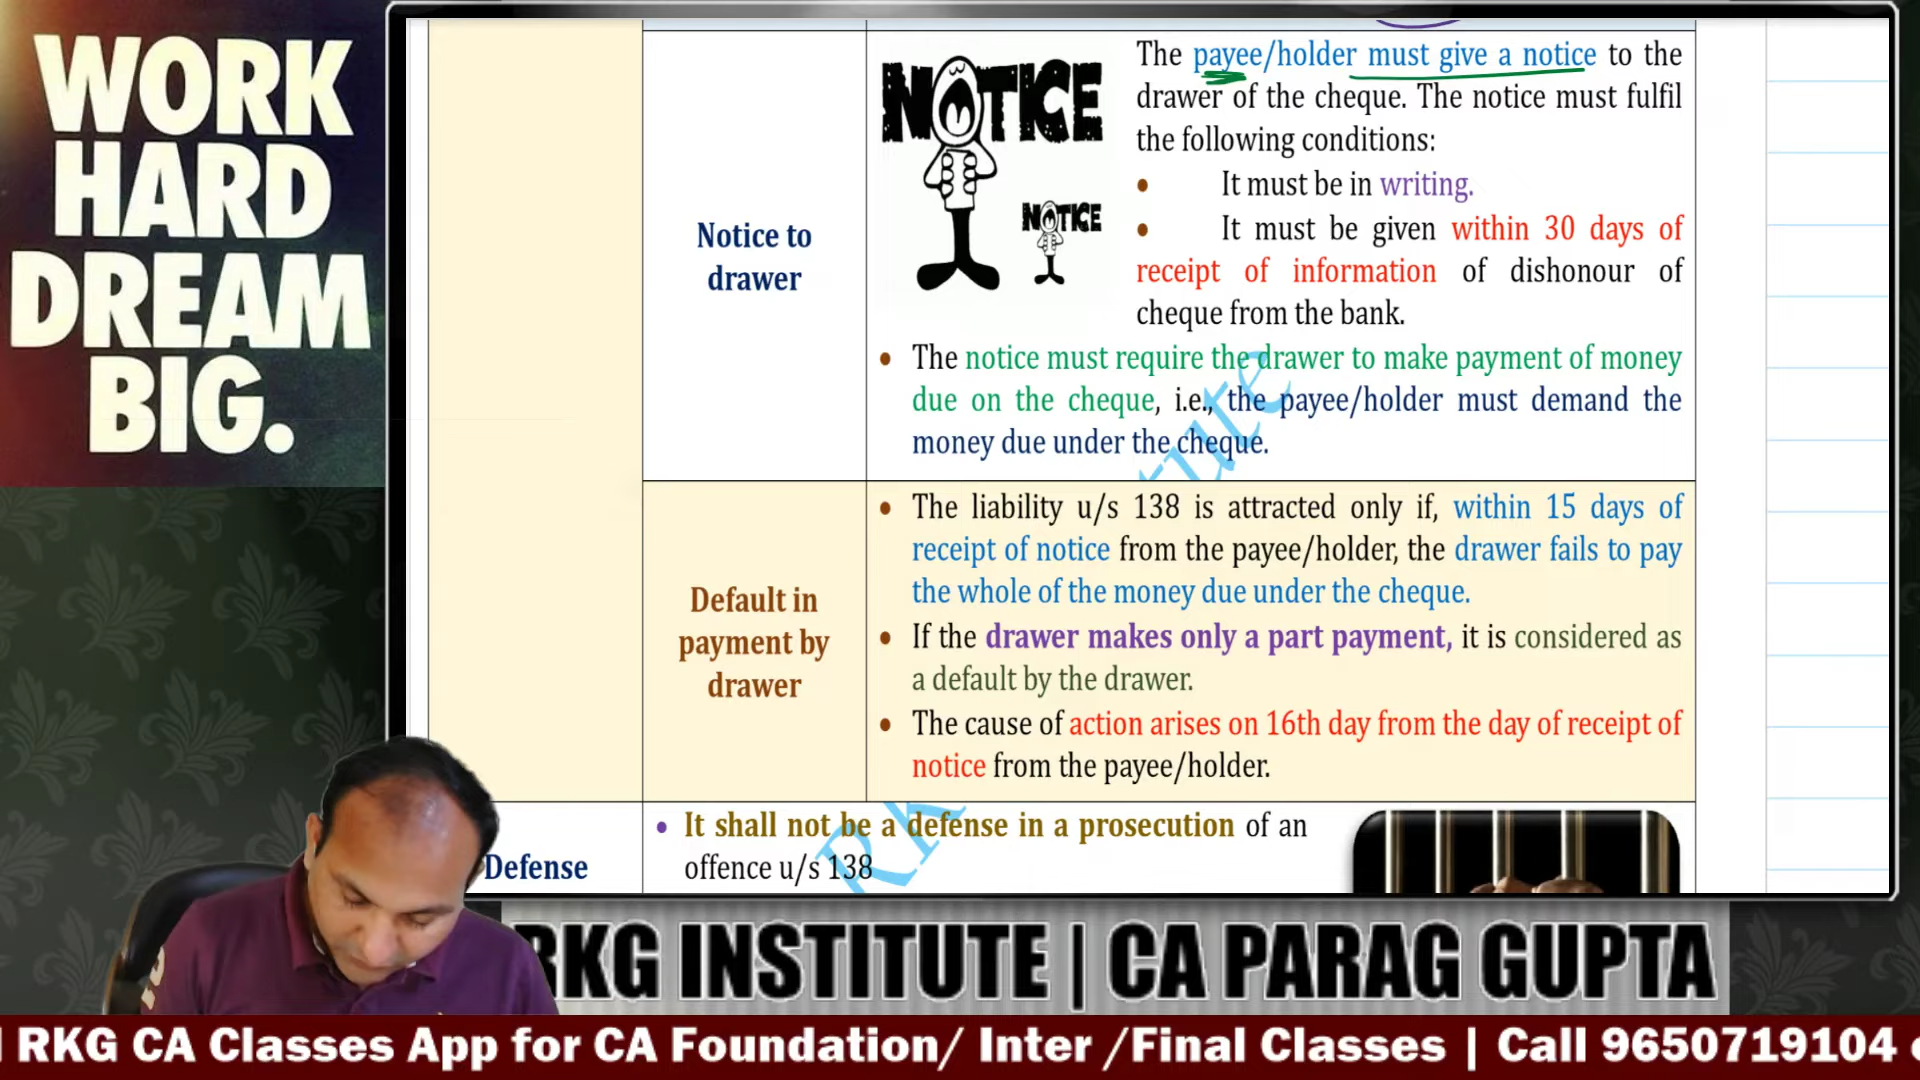 WORK
HARD
DREAM
BIG.
NOTICE
NOTICE
Notice to
drawer
The payee/holder must give a notice to the
drawer of the cheque. The notice must fulfil
the following conditions:
• It must be in writing.
• It must be given within 30 days of
receipt of information of dishonour of
cheque from the bank.
• The notice must require the drawer to make payment of money
due on the cheque, i.e., the payee/holder must demand the
money due under the cheque.
Default in
payment by
drawer
• The liability u/s 138 is attracted only if, within 15 days of
receipt of notice from the payee/holder, the drawer fails to pay
the whole of the money due under the cheque.
• If the drawer makes only a part payment, it is considered as
a default by the drawer.
• The cause of action arises on 16th day from the day of receipt of
notice from the payee/holder.
Defense
• It shall not be a defense in a prosecution of an
offence u/s 138
RKG INSTITUTE | CA PARAG GUPTA
RKG CA Classes App for CA Foundation/ Inter /Final Classes | Call 9650719104